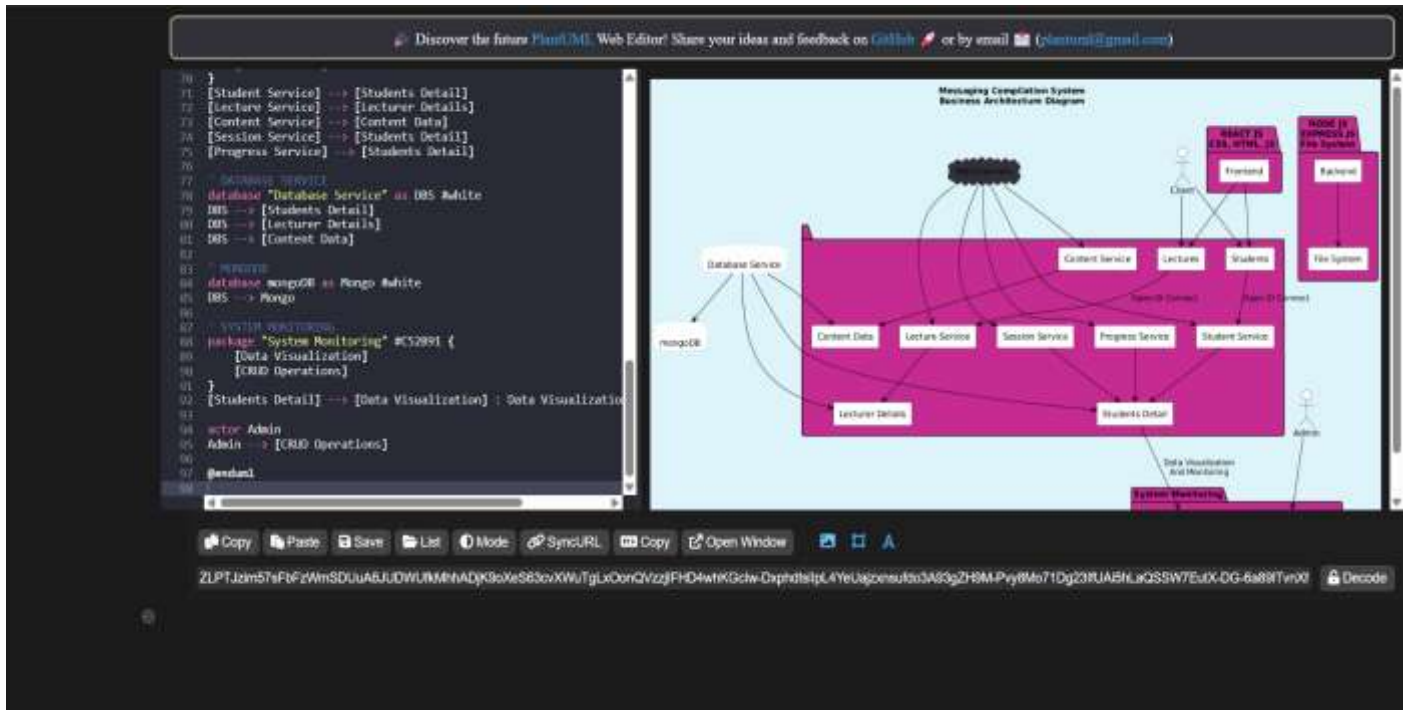 Discover the future PlantUML Web Editor! Share your ideas and feedback on GitHub or by email (plantuml@gmail.com)
70 }
71 [Student Service] --> [Students Detail]
72 [Lecture Service] --> [Lecturer Details]
73 [Content Service] --> [Content Data]
74 [Session Service] --> [Students Detail]
75 [Progress Service] --> [Students Detail]
76
77 ' DATABASE SERVICE
78 database "Database Service" as DBS #white
79 DBS --> [Students Detail]
80 DBS --> [Lecturer Details]
81 DBS --> [Content Data]
82
83 ' MONGODB
84 database mongoDB as Mongo #white
85 DBS --> Mongo
86
87 ' SYSTEM MONITORING
88 package "System Monitoring" #C52891 {
89 [Data Visualization]
90 [CRUD Operations]
91 }
92 [Students Detail] --> [Data Visualization] : Data Visualizatio
93
94 actor Admin
95 Admin --> [CRUD Operations]
96
97 @enduml
98
Messaging Compilation System
Business Architecture Diagram
REACT JS
CSS, HTML, JS
NODE JS
EXPRESS JS
File System
Frontend
Backend
Client
Database Service
Content Service
Lectures
Students
File System
mongoDB
Content Data
Lecture Service
Session Service
Progress Service
Student Service
Lecturer Details
Students Detail
Admin
Data Visualization
And Monitoring
System Monitoring
Copy Paste Save List Mode SyncURL Copy Open Window A
Decode